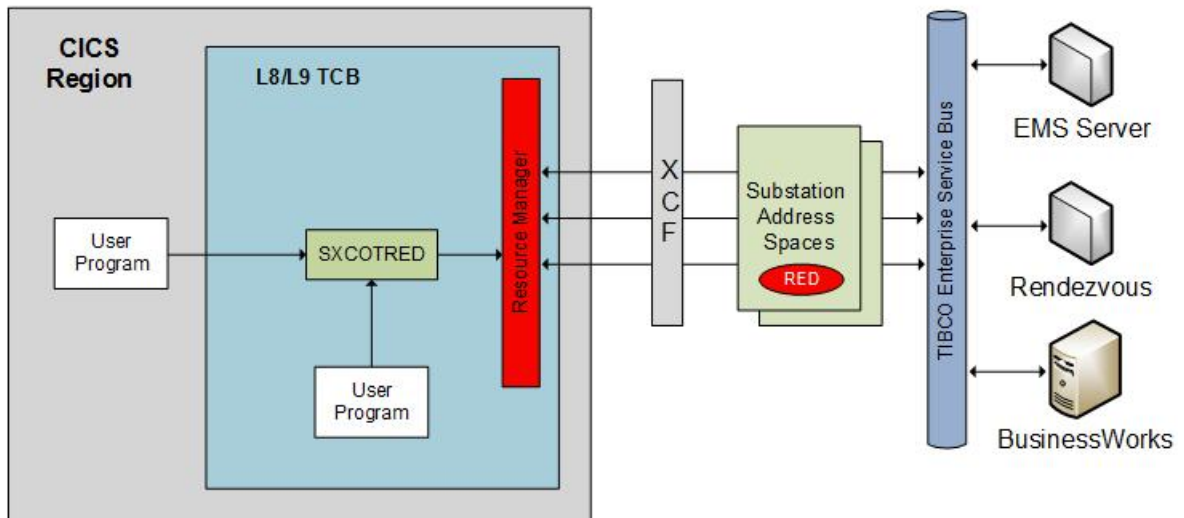 CICS
Region
L8/L9 TCB
User
Program
SXCOTRED
User
Program
Resource Manager
X
C
F
Substation
Address
Spaces
RED
TIBCO Enterprise Service Bus
EMS Server
Rendezvous
BusinessWorks